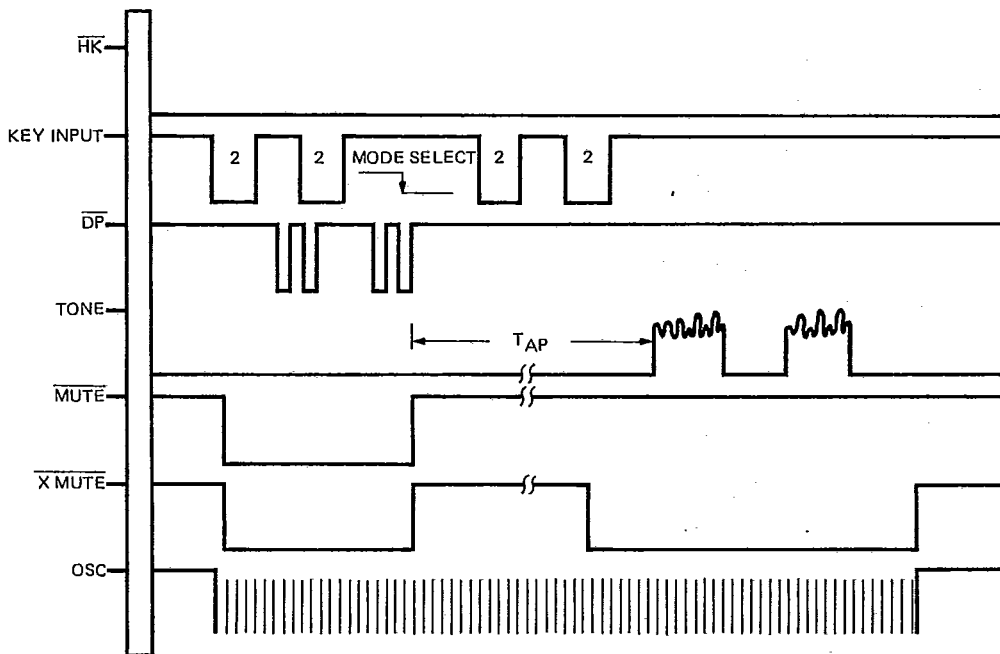 HK
KEY INPUT
2 2 MODE SELECT 2 2
DP
TONE
TAP
MUTE
X MUTE
OSC